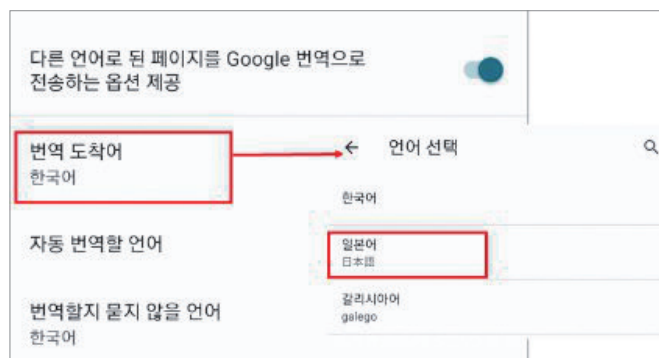 다른 언어로 된 페이지를 Google 번역으로
전송하는 옵션 제공
번역 도착어
한국어
자동 번역할 언어
번역할지 묻지 않을 언어
한국어
언어 선택
한국어
일본어
日本語
갈리시아어
galego